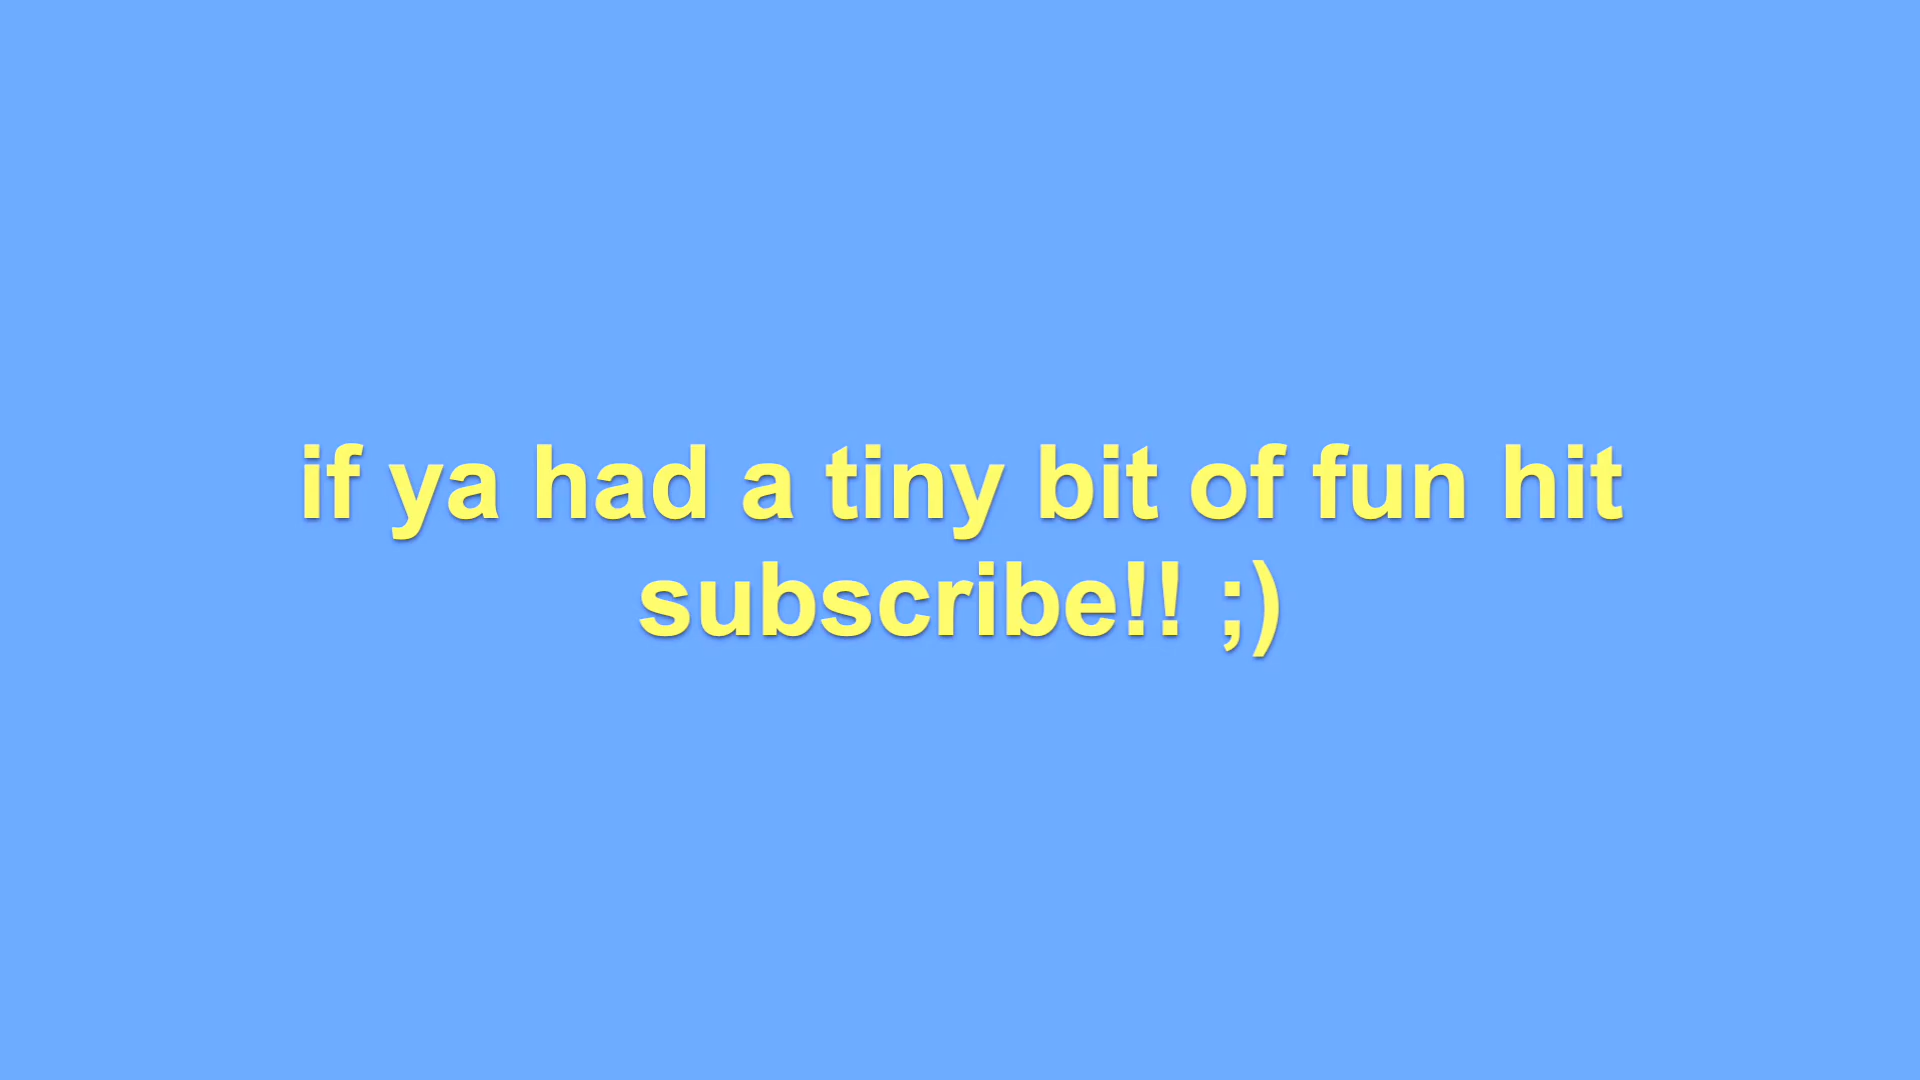 if ya had a tiny bit of fun hit
subscribe!! ;)